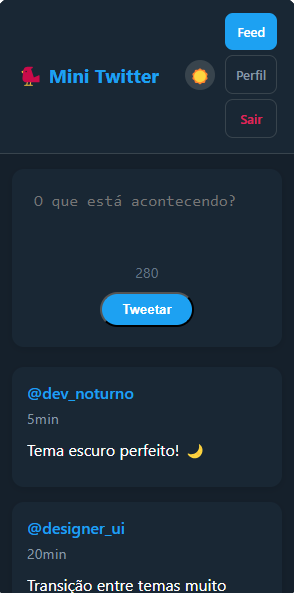 Feed
🐦 Mini Twitter
Perfil
Sair
O que está acontecendo?
280
Tweetar
@dev_noturno
5min
Tema escuro perfeito! 🌙
@designer_ui
20min
Transição entre temas muito